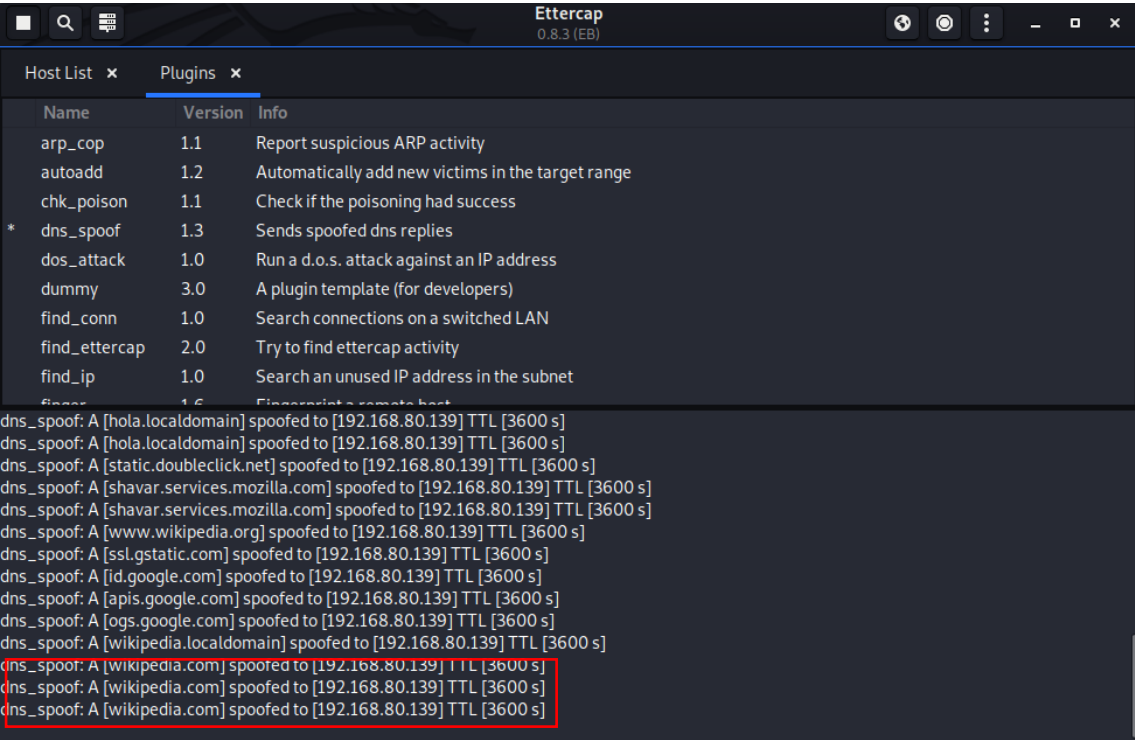 Ettercap
0.8.3 (EB)
Host List × Plugins ×
Name Version Info
arp_cop 1.1 Report suspicious ARP activity
autoadd 1.2 Automatically add new victims in the target range
chk_poison 1.1 Check if the poisoning had success
* dns_spoof 1.3 Sends spoofed dns replies
dos_attack 1.0 Run a d.o.s. attack against an IP address
dummy 3.0 A plugin template (for developers)
find_conn 1.0 Search connections on a switched LAN
find_ettercap 2.0 Try to find ettercap activity
find_ip 1.0 Search an unused IP address in the subnet
finger 1.6 Fingerprint a remote host
dns_spoof: A [hola.localdomain] spoofed to [192.168.80.139] TTL [3600 s]
dns_spoof: A [hola.localdomain] spoofed to [192.168.80.139] TTL [3600 s]
dns_spoof: A [static.doubleclick.net] spoofed to [192.168.80.139] TTL [3600 s]
dns_spoof: A [shavar.services.mozilla.com] spoofed to [192.168.80.139] TTL [3600 s]
dns_spoof: A [shavar.services.mozilla.com] spoofed to [192.168.80.139] TTL [3600 s]
dns_spoof: A [www.wikipedia.org] spoofed to [192.168.80.139] TTL [3600 s]
dns_spoof: A [ssl.gstatic.com] spoofed to [192.168.80.139] TTL [3600 s]
dns_spoof: A [id.google.com] spoofed to [192.168.80.139] TTL [3600 s]
dns_spoof: A [apis.google.com] spoofed to [192.168.80.139] TTL [3600 s]
dns_spoof: A [ogs.google.com] spoofed to [192.168.80.139] TTL [3600 s]
dns_spoof: A [wikipedia.localdomain] spoofed to [192.168.80.139] TTL [3600 s]
dns_spoof: A [wikipedia.com] spoofed to [192.168.80.139] TTL [3600 s]
dns_spoof: A [wikipedia.com] spoofed to [192.168.80.139] TTL [3600 s]
dns_spoof: A [wikipedia.com] spoofed to [192.168.80.139] TTL [3600 s]